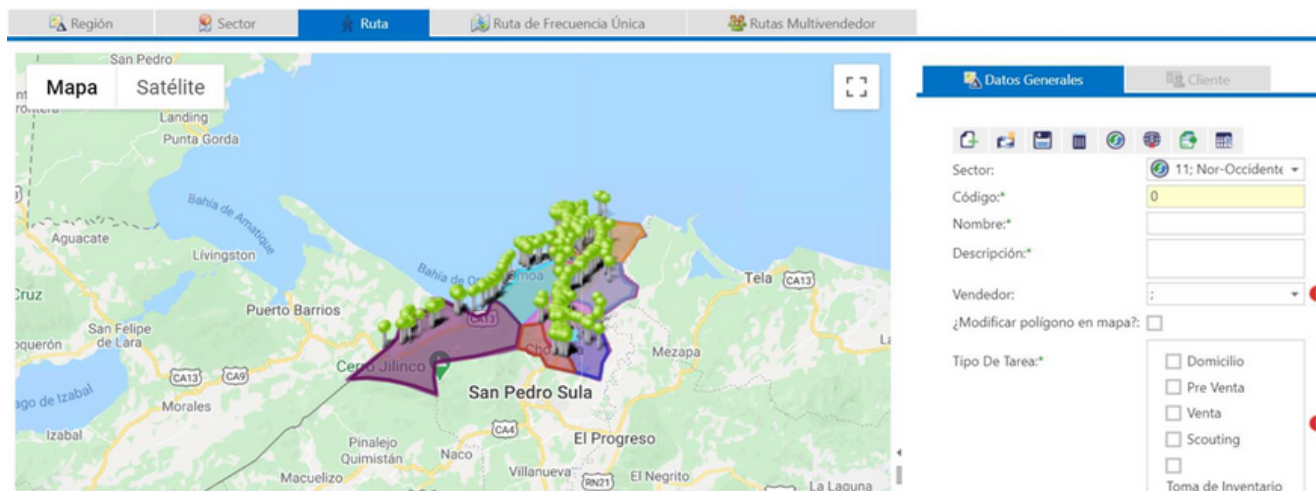 Región
Sector
Ruta
Ruta de Frecuencia Única
Rutas Multivendedor
San Pedro
Mapa
Satélite
Landing
Punta Gorda
Bahía de Amatique
Aguacate
Lívingston
Cruz
Puerto Barrios
San Felipe
de Lara
CA13
CA9
Morales
Izabal
Cerro Jilinco
CA13
Tela
CA13
Mezapa
San Pedro Sula
CA4
El Progreso
Pinalejo
Quimistán
Naco
Macuelizo
Villanueva
RN21
El Negrito
La Laguna
Datos Generales
Cliente
Sector:
11; Nor-Occidente
Código:*
0
Nombre:*
Descripción:*
Vendedor:
;
¿Modificar polígono en mapa?:
Tipo De Tarea:*
Domicilio
Pre Venta
Venta
Scouting
Toma de Inventario